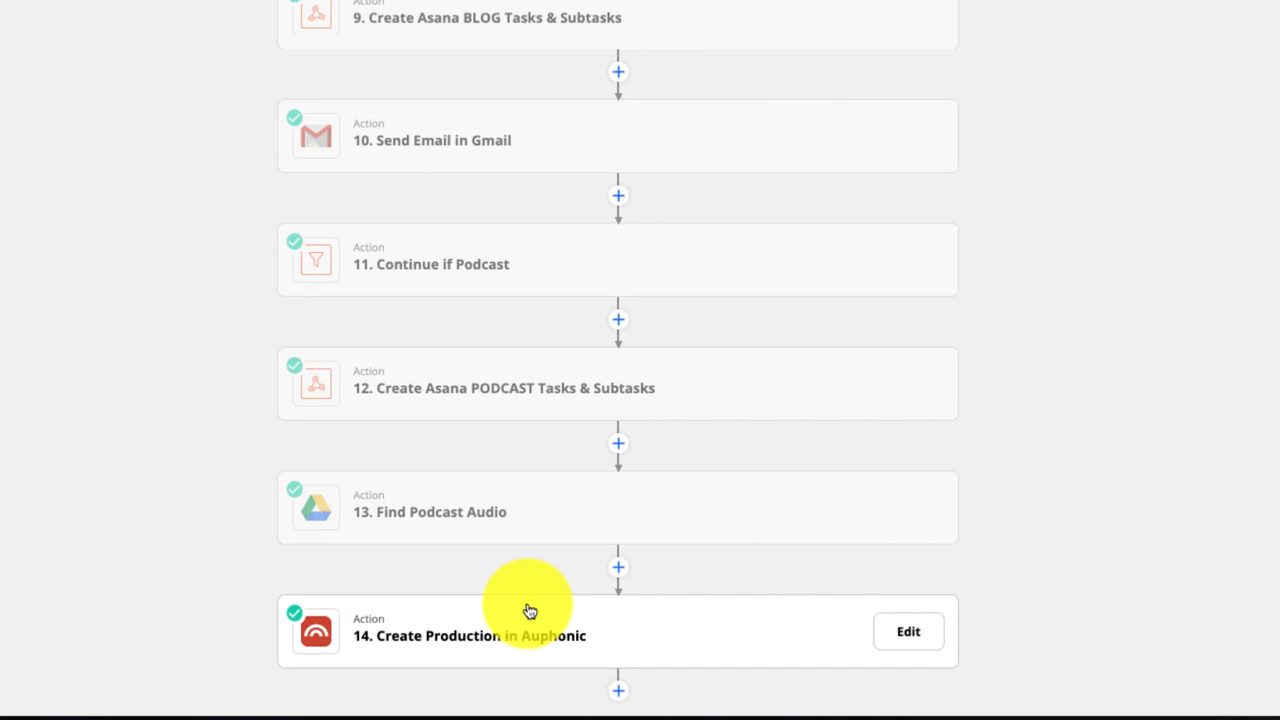 Action
9. Create Asana BLOG Tasks & Subtasks
Action
10. Send Email in Gmail
Action
11. Continue if Podcast
Action
12. Create Asana PODCAST Tasks & Subtasks
Action
13. Find Podcast Audio
Action
14. Create Production in Auphonic
Edit